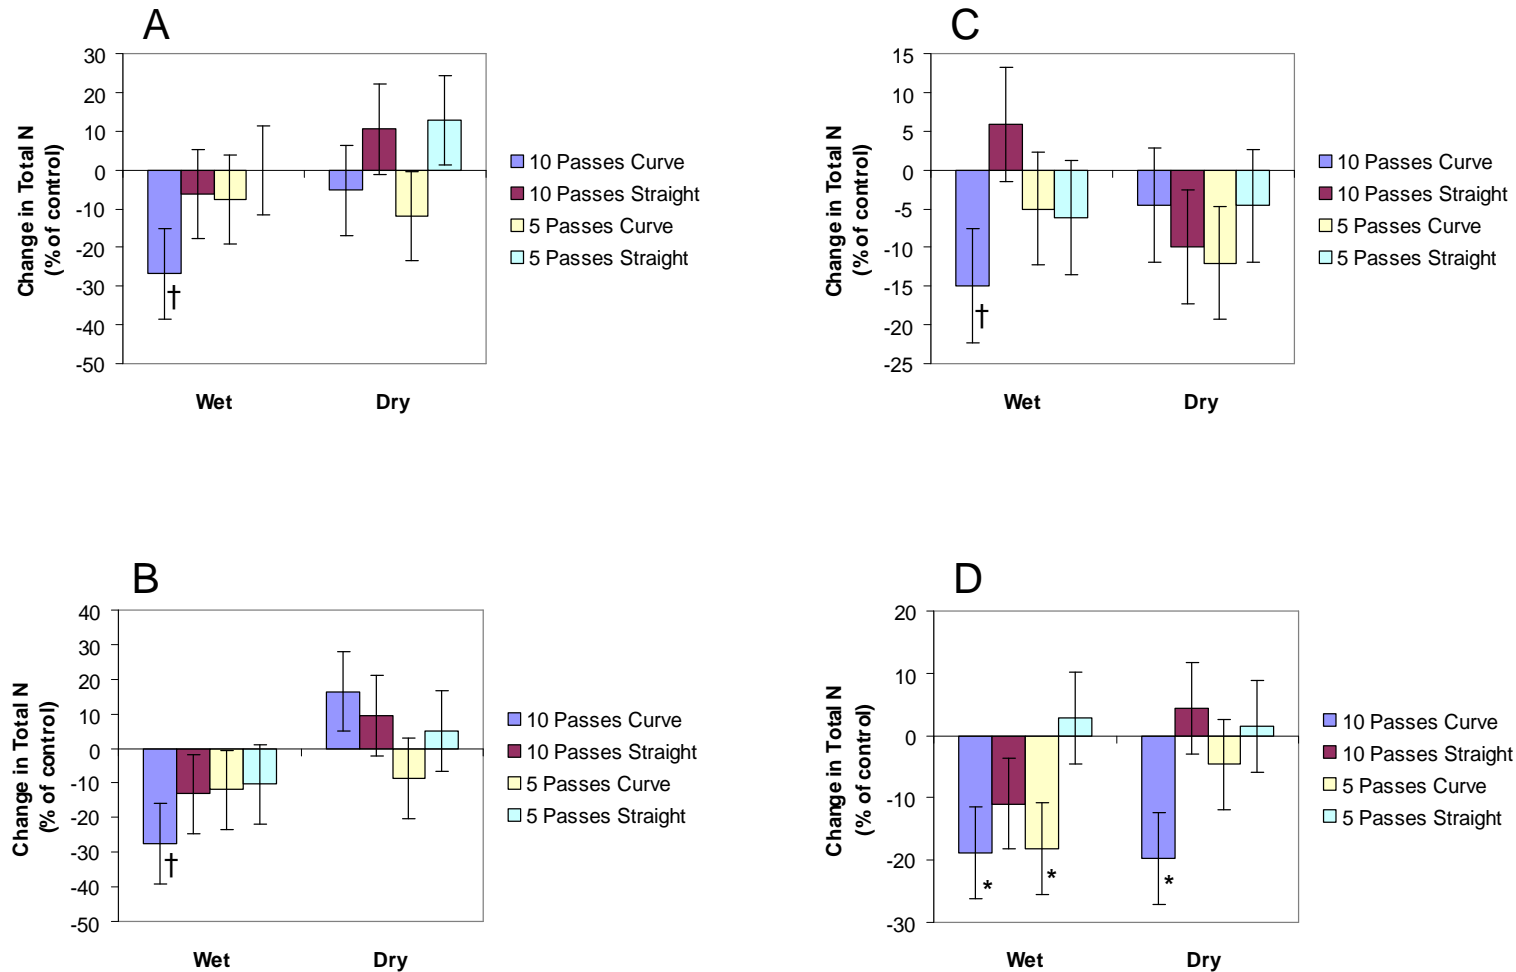 A
Change in Total N
(% of control)
30
20
10
0
-10
-20
-30
-40
-50
†
Wet
Dry
10 Passes Curve
10 Passes Straight
5 Passes Curve
5 Passes Straight
C
Change in Total N
(% of control)
15
10
5
0
-5
-10
-15
-20
-25
†
Wet
Dry
10 Passes Curve
10 Passes Straight
5 Passes Curve
5 Passes Straight
B
Change in Total N
(% of control)
40
30
20
10
0
-10
-20
-30
-40
-50
†
Wet
Dry
10 Passes Curve
10 Passes Straight
5 Passes Curve
5 Passes Straight
D
Change in Total N
(% of control)
20
10
0
-10
-20
-30
*
*
*
Wet
Dry
10 Passes Curve
10 Passes Straight
5 Passes Curve
5 Passes Straight